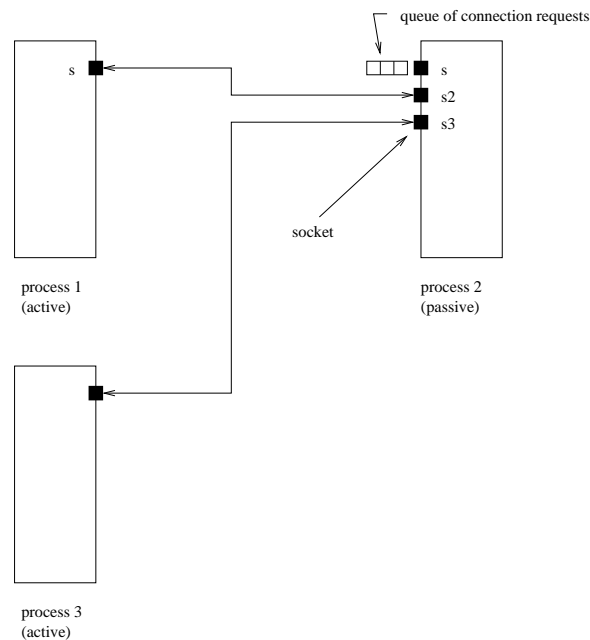 queue of connection requests
s
s
s2
s3
socket
process 1
(active)
process 2
(passive)
process 3
(active)